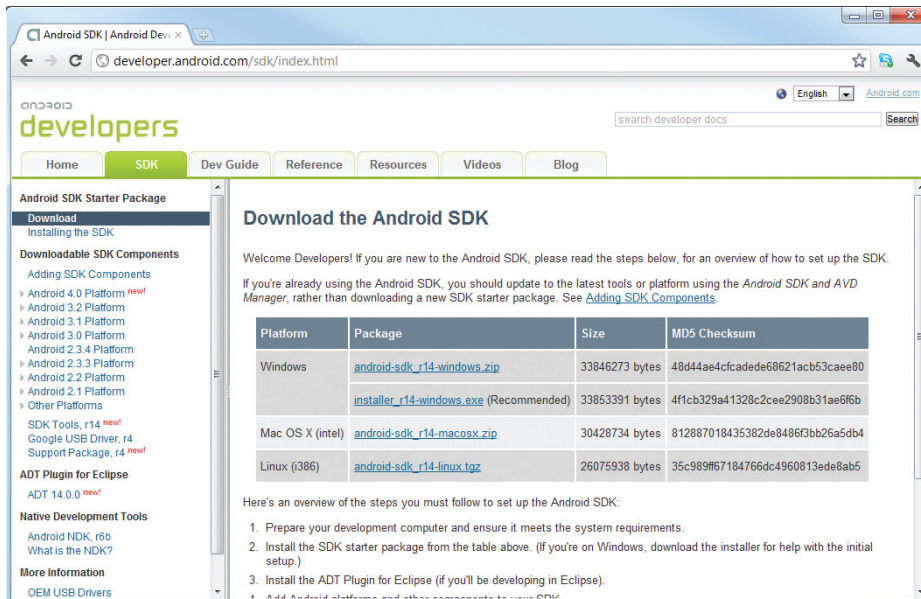 Android SDK | Android Deve
developer.android.com/sdk/index.html
English
Android.com
android
developers
search developer docs
Search
Home
SDK
Dev Guide
Reference
Resources
Videos
Blog
Android SDK Starter Package
Download
Installing the SDK
Downloadable SDK Components
Adding SDK Components
Android 4.0 Platform new!
Android 3.2 Platform
Android 3.1 Platform
Android 3.0 Platform
Android 2.3.4 Platform
Android 2.3.3 Platform
Android 2.2 Platform
Android 2.1 Platform
Other Platforms
SDK Tools, r14 new!
Google USB Driver, r4
Support Package, r4 new!
ADT Plugin for Eclipse
ADT 14.0.0 new!
Native Development Tools
Android NDK, r6b
What is the NDK?
More Information
OEM USB Drivers
Download the Android SDK
Welcome Developers! If you are new to the Android SDK, please read the steps below, for an overview of how to set up the SDK.
If you're already using the Android SDK, you should update to the latest tools or platform using the Android SDK and AVD
Manager, rather than downloading a new SDK starter package. See Adding SDK Components.
Platform Package Size MD5 Checksum
Windows android-sdk_r14-windows.zip 33846273 bytes 48d44ae4cfcadede68621acb53caee80
installer_r14-windows.exe (Recommended) 33853391 bytes 4f1cb329a41328c2cee2908b31ae6f6b
Mac OS X (intel) android-sdk_r14-macosx.zip 30428734 bytes 812887018435382de8486f3bb26a5db4
Linux (i386) android-sdk_r14-linux.tgz 26075938 bytes 35c989ff67184766dc4960813ede8ab5
Here's an overview of the steps you must follow to set up the Android SDK:
1. Prepare your development computer and ensure it meets the system requirements.
2. Install the SDK starter package from the table above. (If you're on Windows, download the installer for help with the initial
setup.)
3. Install the ADT Plugin for Eclipse (if you'll be developing in Eclipse).
4. Add Android platforms and other components to your SDK.